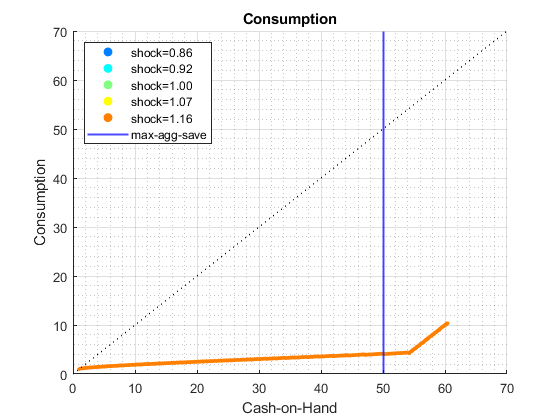 Consumption
70
60
50
40
30
20
10
0
Consumption
shock=0.86
shock=0.92
shock=1.00
shock=1.07
shock=1.16
max-agg-save
0 10 20 30 40 50 60 70
Cash-on-Hand